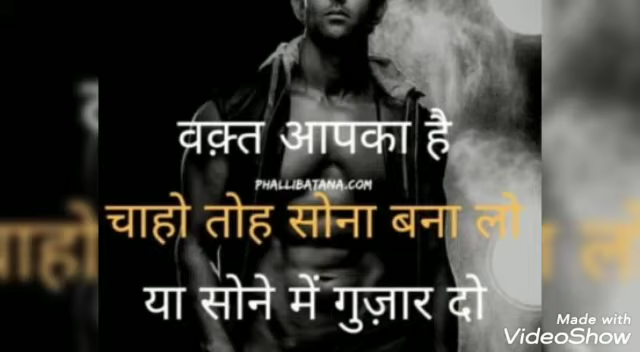 वक़्त आपका है
PHALLIBATANA.COM
चाहो तोह सोना बना लो
या सोने में गुज़ार दो
Made with
VideoShow